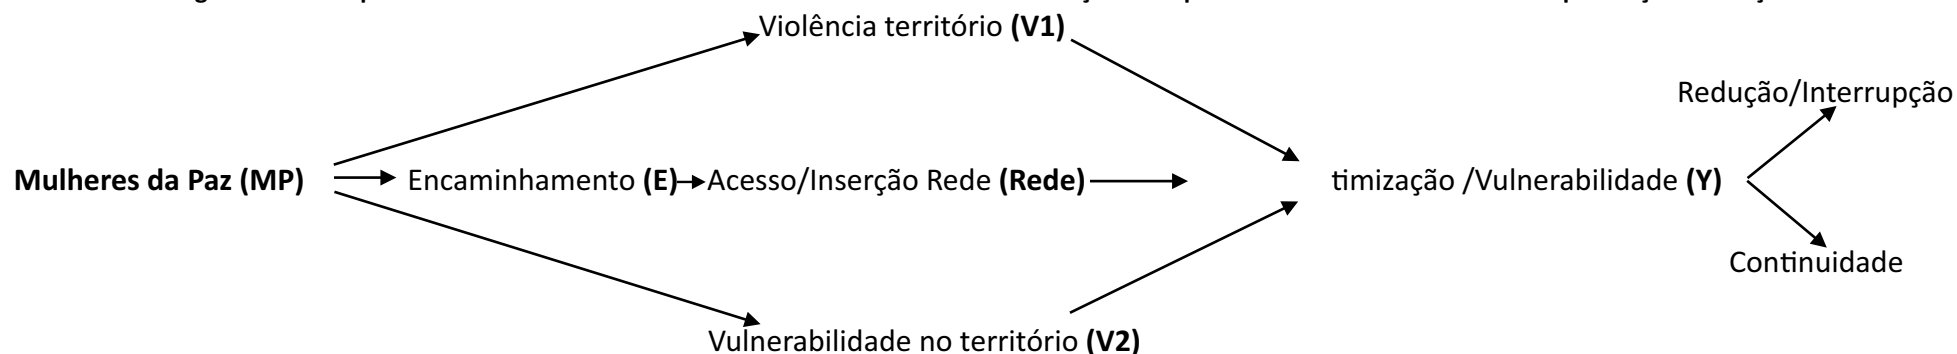 Violência território (V1)
Redução/Interrupção
Mulheres da Paz (MP)
Encaminhamento (E)
Acesso/Inserção Rede (Rede)
timização /Vulnerabilidade (Y)
Continuidade
Vulnerabilidade no território (V2)